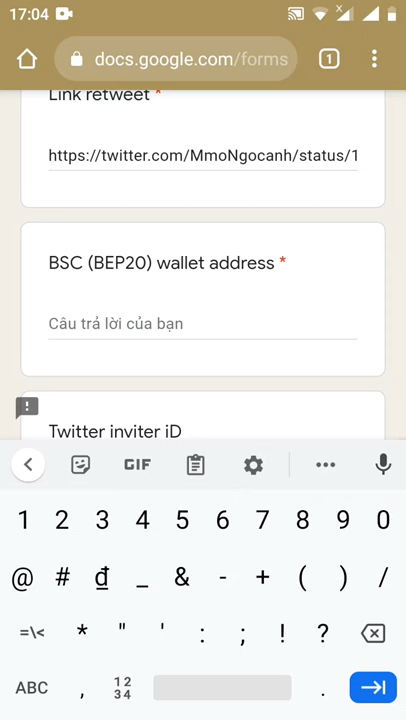 17:04
docs.google.com/forms
1
Link retweet *
https://twitter.com/MmoNgocanh/status/1
BSC (BEP20) wallet address *
Câu trả lời của bạn
Twitter inviter iD
GIF
1 2 3 4 5 6 7 8 9 0
@ # ₫ _ & - + ( ) /
=\< * " ' : ; ! ?
ABC , 12 34 .